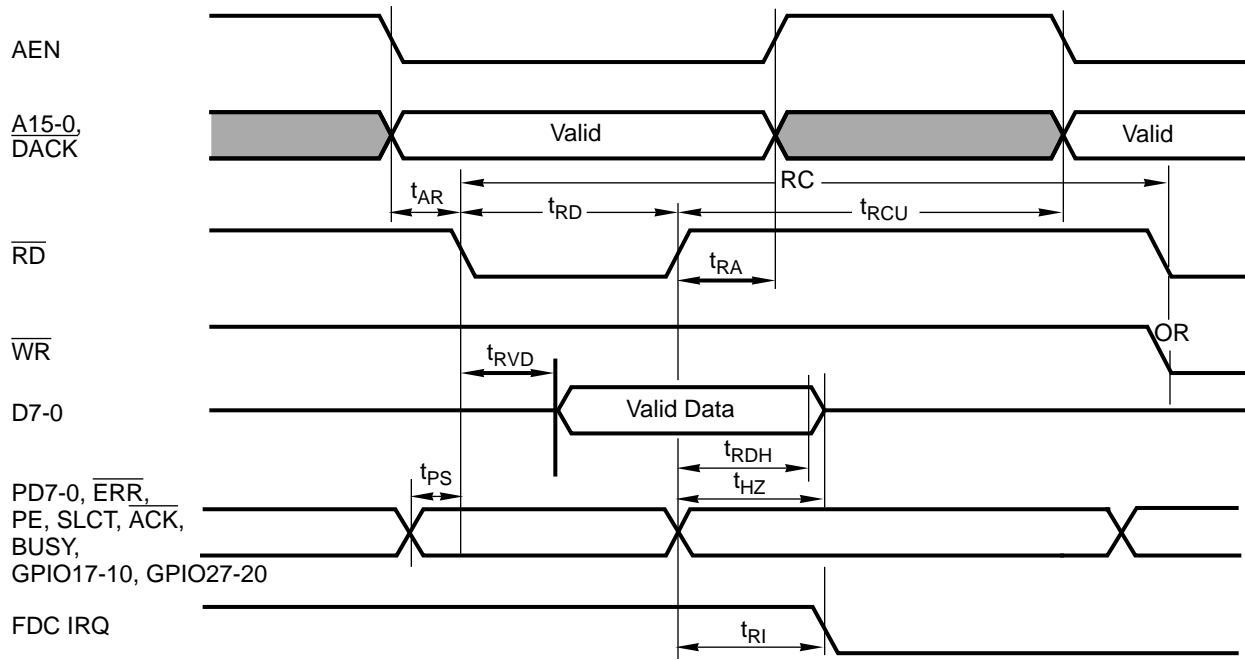 AEN
A15-0,
DACK
Valid
Valid
RC
tAR
tRD
tRCU
RD
tRA
WR
OR
tRVD
D7-0
Valid Data
tRDH
tPS
tHZ
PD7-0, ERR,
PE, SLCT, ACK,
BUSY,
GPIO17-10, GPIO27-20
FDC IRQ
tRI